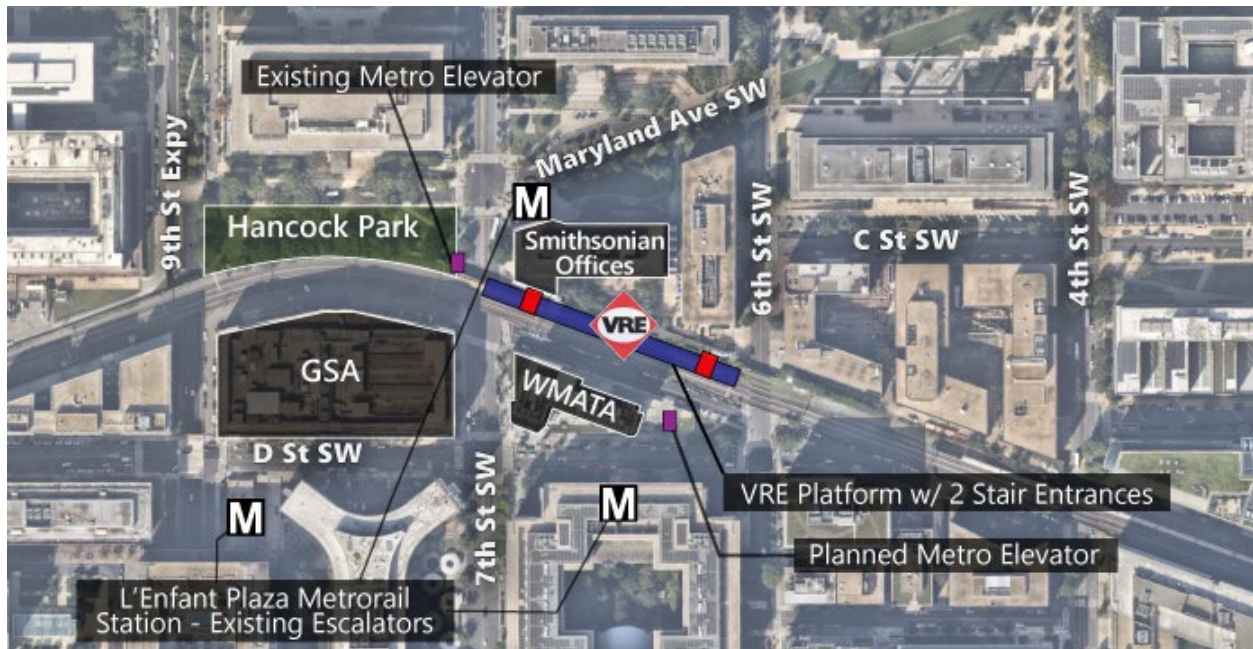 Existing Metro Elevator
Maryland Ave SW
9th St Expy
M
Hancock Park
Smithsonian
Offices
C St SW
6th St SW
4th St SW
VRE
GSA
WMATA
D St SW
7th St SW
M
M
VRE Platform w/ 2 Stair Entrances
Planned Metro Elevator
L'Enfant Plaza Metrorail
Station - Existing Escalators